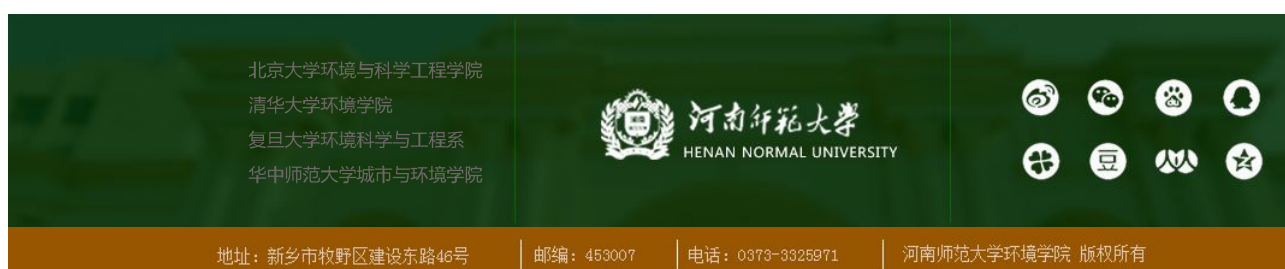 北京大学环境与科学工程学院
清华大学环境学院
复旦大学环境科学与工程系
华中师范大学城市与环境学院
河南师范大学
HENAN NORMAL UNIVERSITY
豆
地址：新乡市牧野区建设东路46号 邮编：453007 电话：0373-3325971 河南师范大学环境学院 版权所有